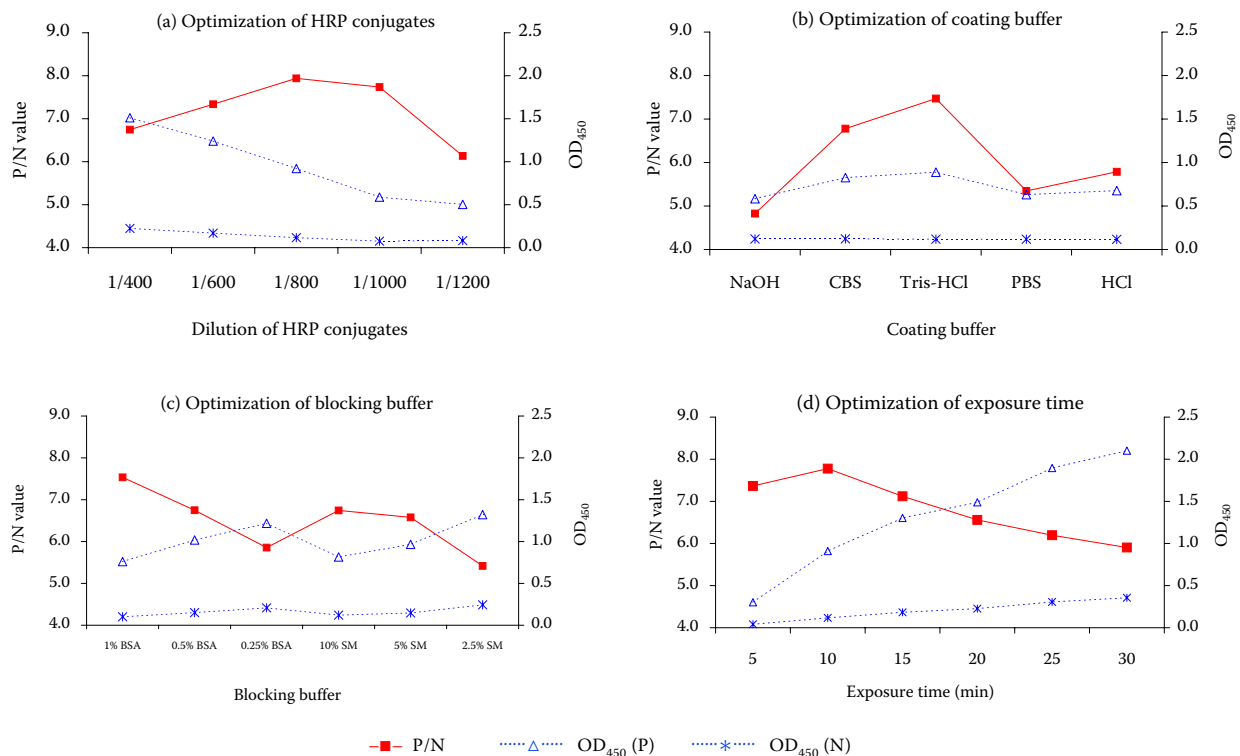 (a) Optimization of HRP conjugates
9.0
8.0
7.0
6.0
5.0
4.0
P/N value
2.5
2.0
1.5
1.0
0.5
0.0
OD450
1/400 1/600 1/800 1/1000 1/1200
Dilution of HRP conjugates
(b) Optimization of coating buffer
9.0
8.0
7.0
6.0
5.0
4.0
P/N value
2.5
2.0
1.5
1.0
0.5
0.0
OD450
NaOH CBS Tris-HCl PBS HCl
Coating buffer
(c) Optimization of blocking buffer
9.0
8.0
7.0
6.0
5.0
4.0
P/N value
2.5
2.0
1.5
1.0
0.5
0.0
OD450
1% BSA 0.5% BSA 0.25% BSA 10% SM 5% SM 2.5% SM
Blocking buffer
(d) Optimization of exposure time
9.0
8.0
7.0
6.0
5.0
4.0
P/N value
2.5
2.0
1.5
1.0
0.5
0.0
OD450
5 10 15 20 25 30
Exposure time (min)
P/N OD450 (P) OD450 (N)